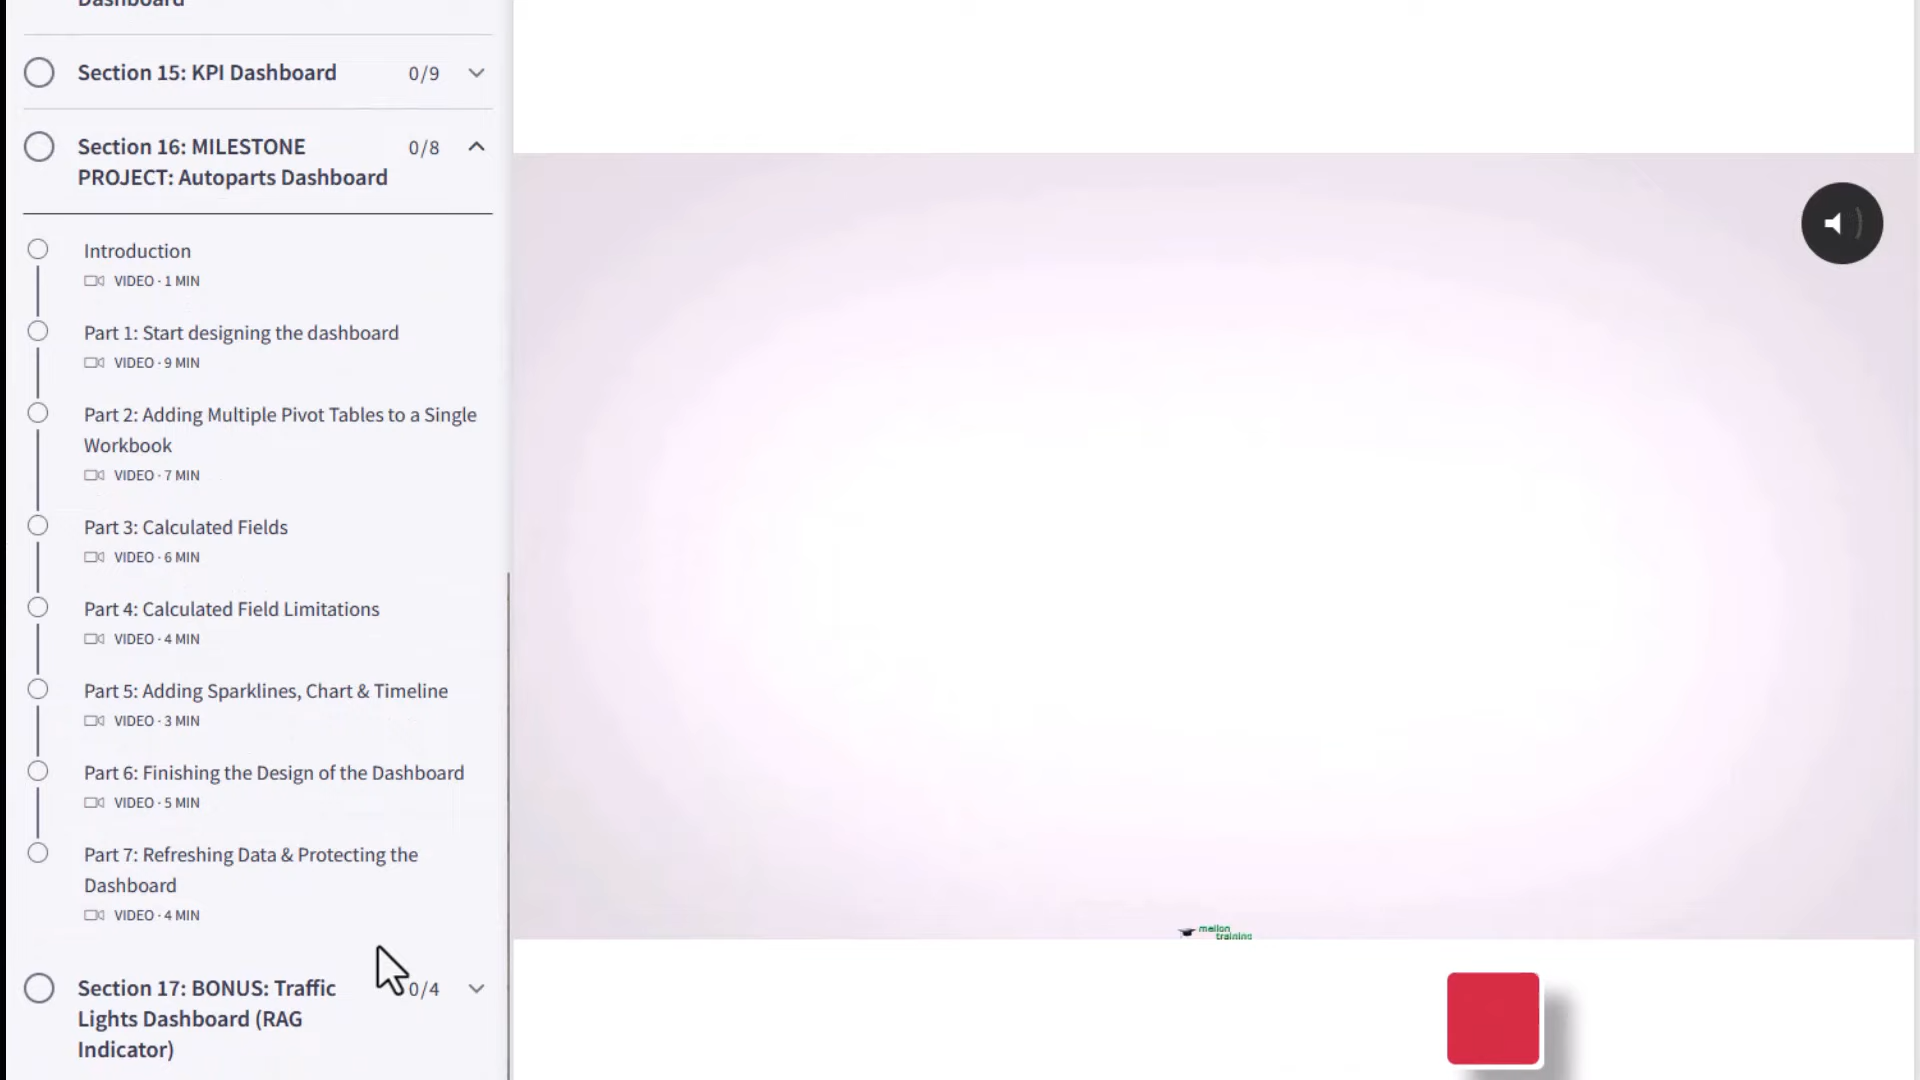 Dashboard
Section 15: KPI Dashboard 0/9
Section 16: MILESTONE 0/8
PROJECT: Autoparts Dashboard
Introduction
VIDEO · 1 MIN
Part 1: Start designing the dashboard
VIDEO · 9 MIN
Part 2: Adding Multiple Pivot Tables to a Single
Workbook
VIDEO · 7 MIN
Part 3: Calculated Fields
VIDEO · 6 MIN
Part 4: Calculated Field Limitations
VIDEO · 4 MIN
Part 5: Adding Sparklines, Chart & Timeline
VIDEO · 3 MIN
Part 6: Finishing the Design of the Dashboard
VIDEO · 5 MIN
Part 7: Refreshing Data & Protecting the
Dashboard
VIDEO · 4 MIN
Section 17: BONUS: Traffic 0/4
Lights Dashboard (RAG
Indicator)
mellon
training